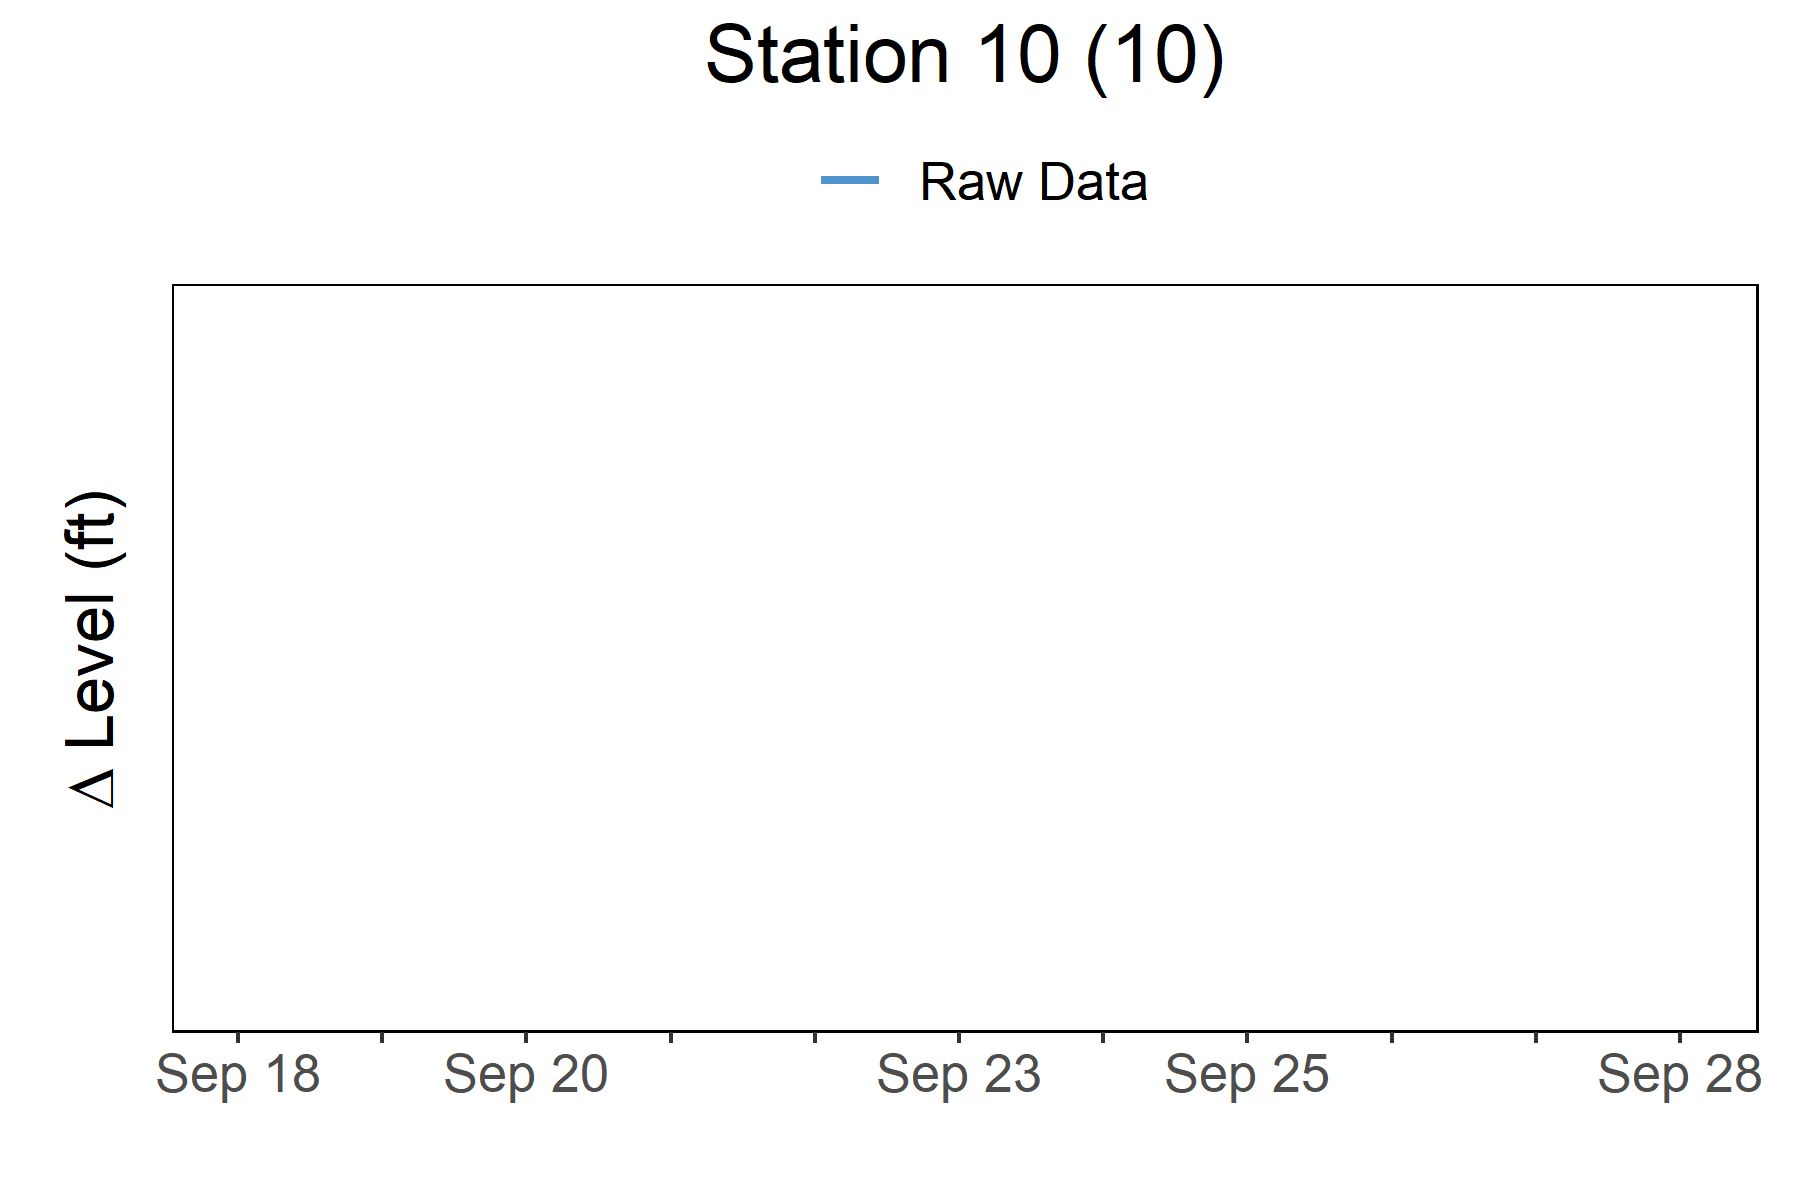 Station 10 (10)
Raw Data
Δ Level (ft)
Sep 18 Sep 20 Sep 23 Sep 25 Sep 28